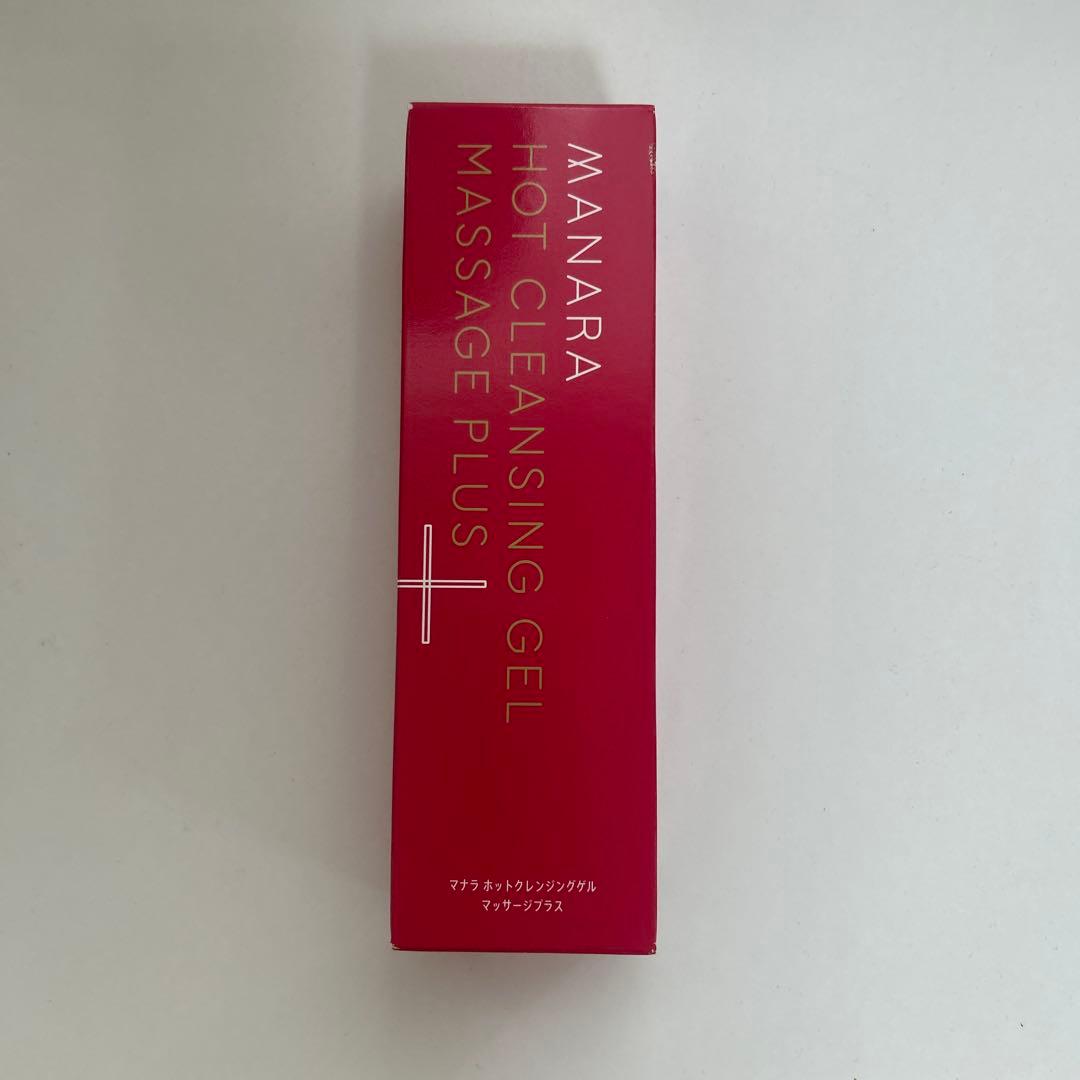 MANARA
HOT CLEANSING GEL
MASSAGE PLUS
マナラ ホットクレンジングゲル
マッサージプラス